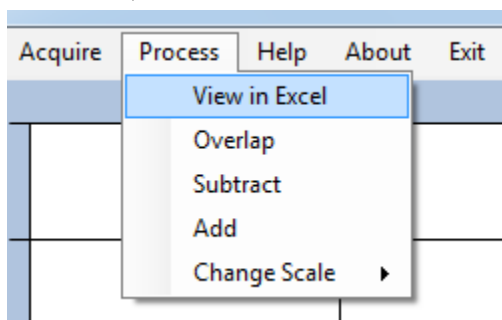 Acquire Process Help About Exit
View in Excel
Overlap
Subtract
Add
Change Scale